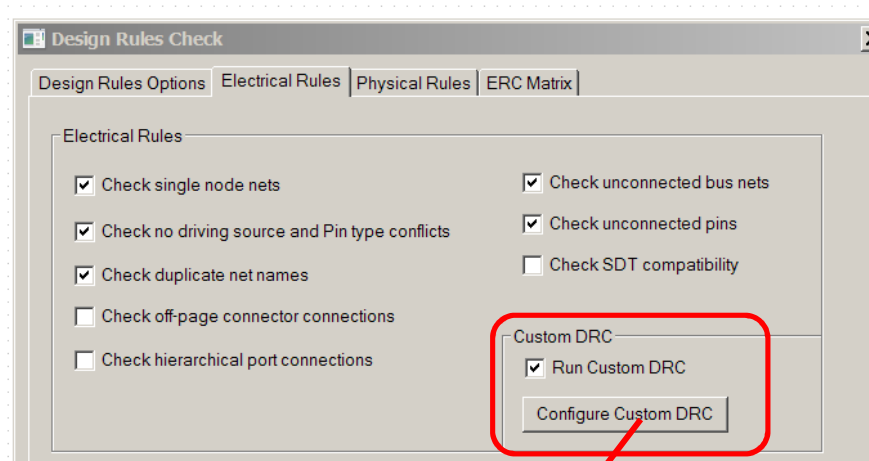 Design Rules Check
Design Rules Options Electrical Rules Physical Rules ERC Matrix
Electrical Rules
Check single node nets
Check no driving source and Pin type conflicts
Check duplicate net names
Check off-page connector connections
Check hierarchical port connections
Check unconnected bus nets
Check unconnected pins
Check SDT compatibility
Custom DRC
Run Custom DRC
Configure Custom DRC